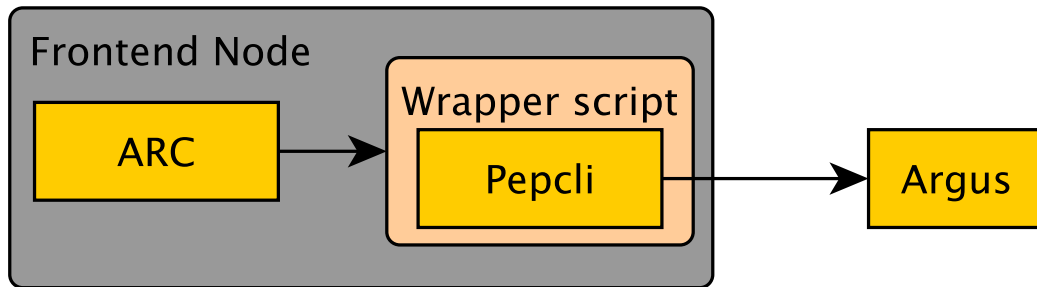 Frontend Node
Wrapper script
ARC
Pepcli
Argus